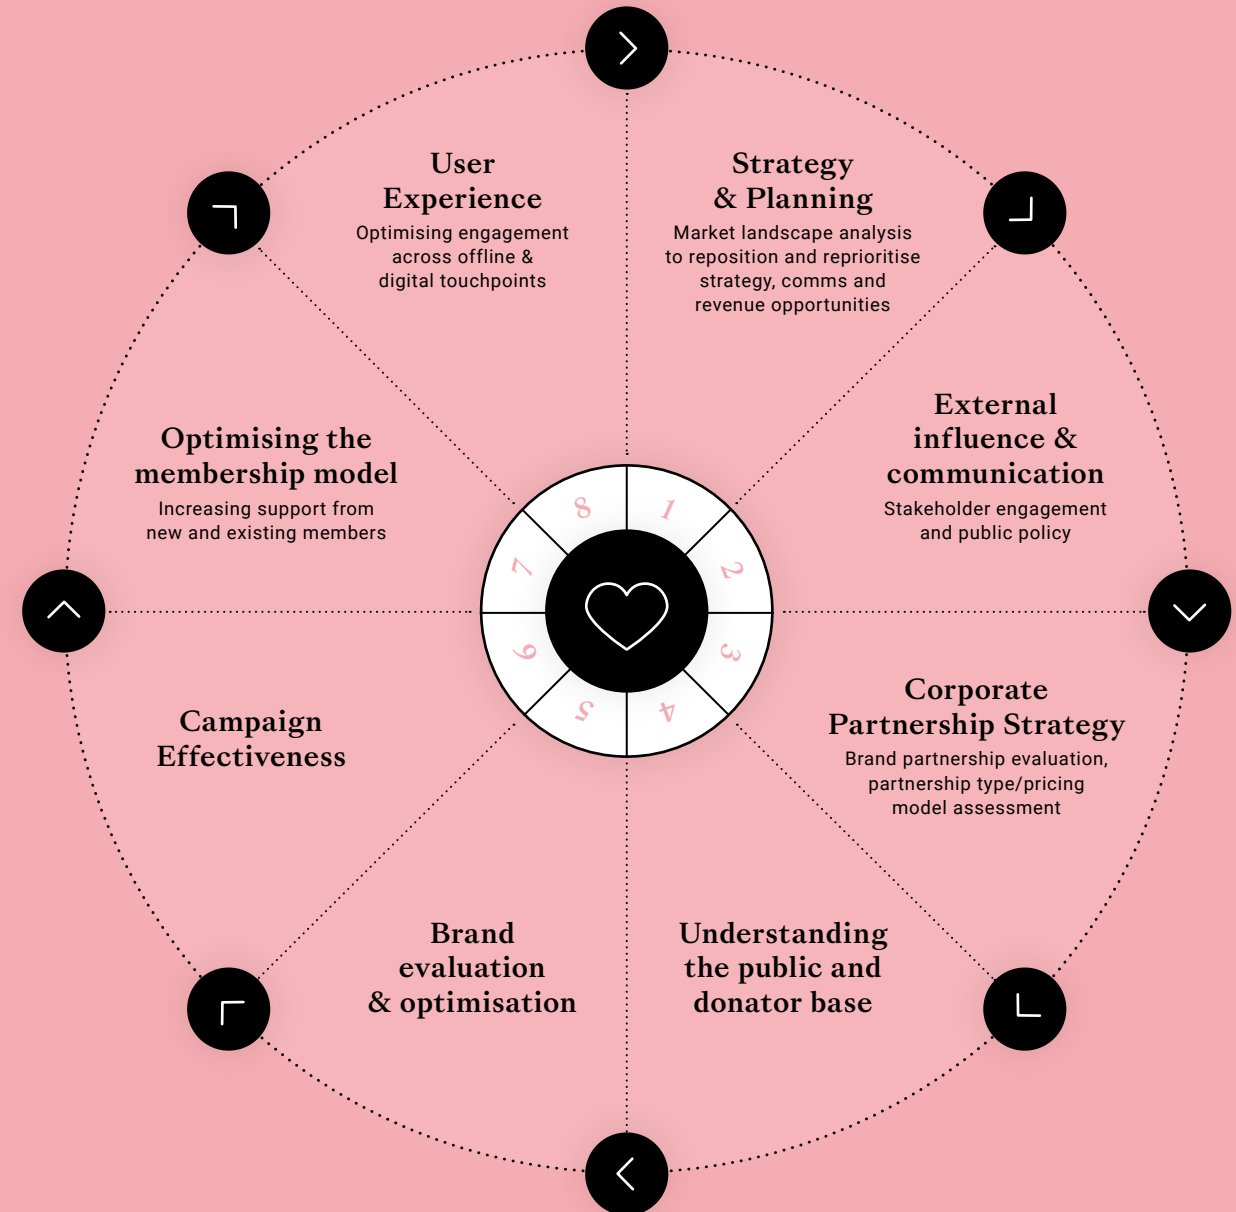 User
Experience
Optimising engagement
across offline &
digital touchpoints
Strategy
& Planning
Market landscape analysis
to reposition and reprioritise
strategy, comms and
revenue opportunities
External
influence &
communication
Stakeholder engagement
and public policy
Optimising the
membership model
Increasing support from
new and existing members
8
1
7
2
6
3
5
4
Corporate
Partnership Strategy
Brand partnership evaluation,
partnership type/pricing
model assessment
Campaign
Effectiveness
Brand
evaluation
& optimisation
Understanding
the public and
donator base